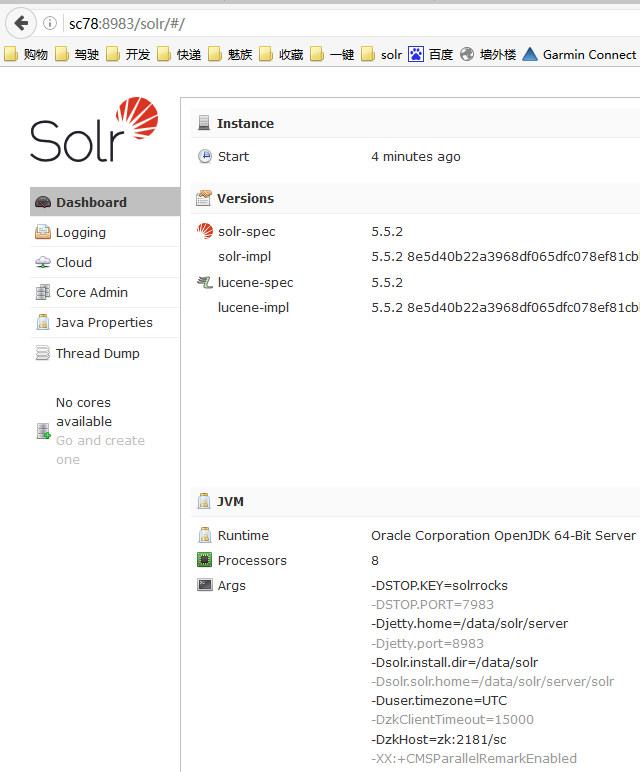 sc78:8983/solr/#/
购物 驾驶 开发 快递 魅族 收藏 一键 solr 百度 墙外楼 Garmin Connect
Solr
Dashboard
Logging
Cloud
Core Admin
Java Properties
Thread Dump
No cores
available
Go and create
one
Instance
Start 4 minutes ago
Versions
solr-spec 5.5.2
solr-impl 5.5.2 8e5d40b22a3968df065dfc078ef81cbb
lucene-spec 5.5.2
lucene-impl 5.5.2 8e5d40b22a3968df065dfc078ef81cbb
JVM
Runtime Oracle Corporation OpenJDK 64-Bit Server
Processors 8
Args -DSTOP.KEY=solrrocks
-DSTOP.PORT=7983
-Djetty.home=/data/solr/server
-Djetty.port=8983
-Dsolr.install.dir=/data/solr
-Dsolr.solr.home=/data/solr/server/solr
-Duser.timezone=UTC
-DzkClientTimeout=15000
-DzkHost=zk:2181/sc
-XX:+CMSParallelRemarkEnabled